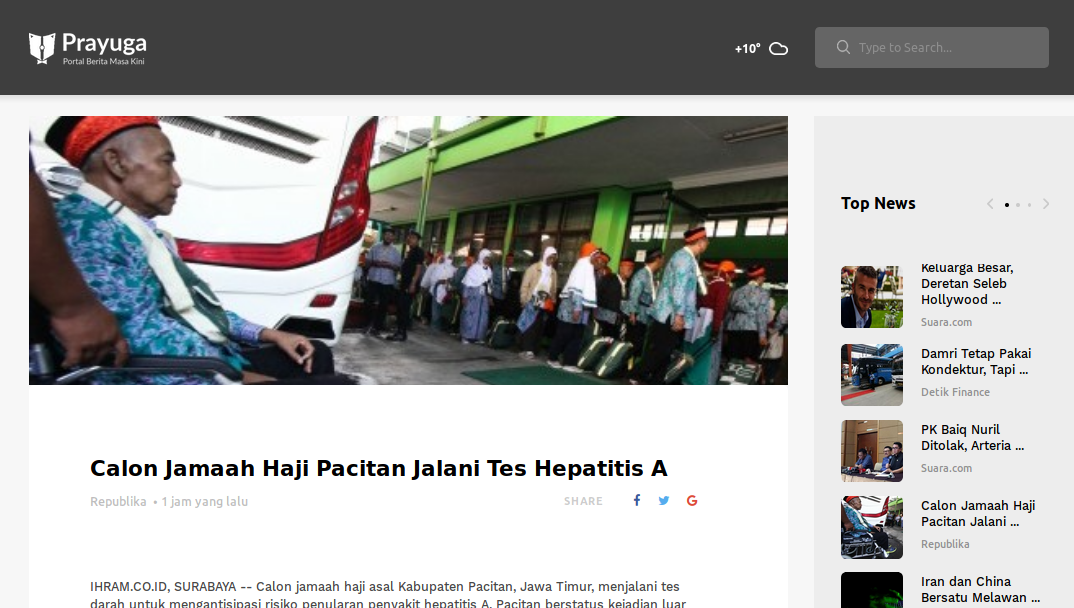 Prayuga
Portal Berita Masa Kini
+10°
Type to Search...
Top News
Keluarga Besar,
Deretan Seleb
Hollywood ...
Suara.com
Damri Tetap Pakai
Kondektur, Tapi ...
Detik Finance
PK Baiq Nuril
Ditolak, Arteria ...
Suara.com
Calon Jamaah Haji
Pacitan Jalani ...
Republika
Iran dan China
Bersatu Melawan ...
Calon Jamaah Haji Pacitan Jalani Tes Hepatitis A
Republika • 1 jam yang lalu
SHARE
IHRAM.CO.ID, SURABAYA -- Calon jamaah haji asal Kabupaten Pacitan, Jawa Timur, menjalani tes
darah untuk mengantisipasi risiko penularan penyakit hepatitis A. Pacitan berstatus kejadian luar